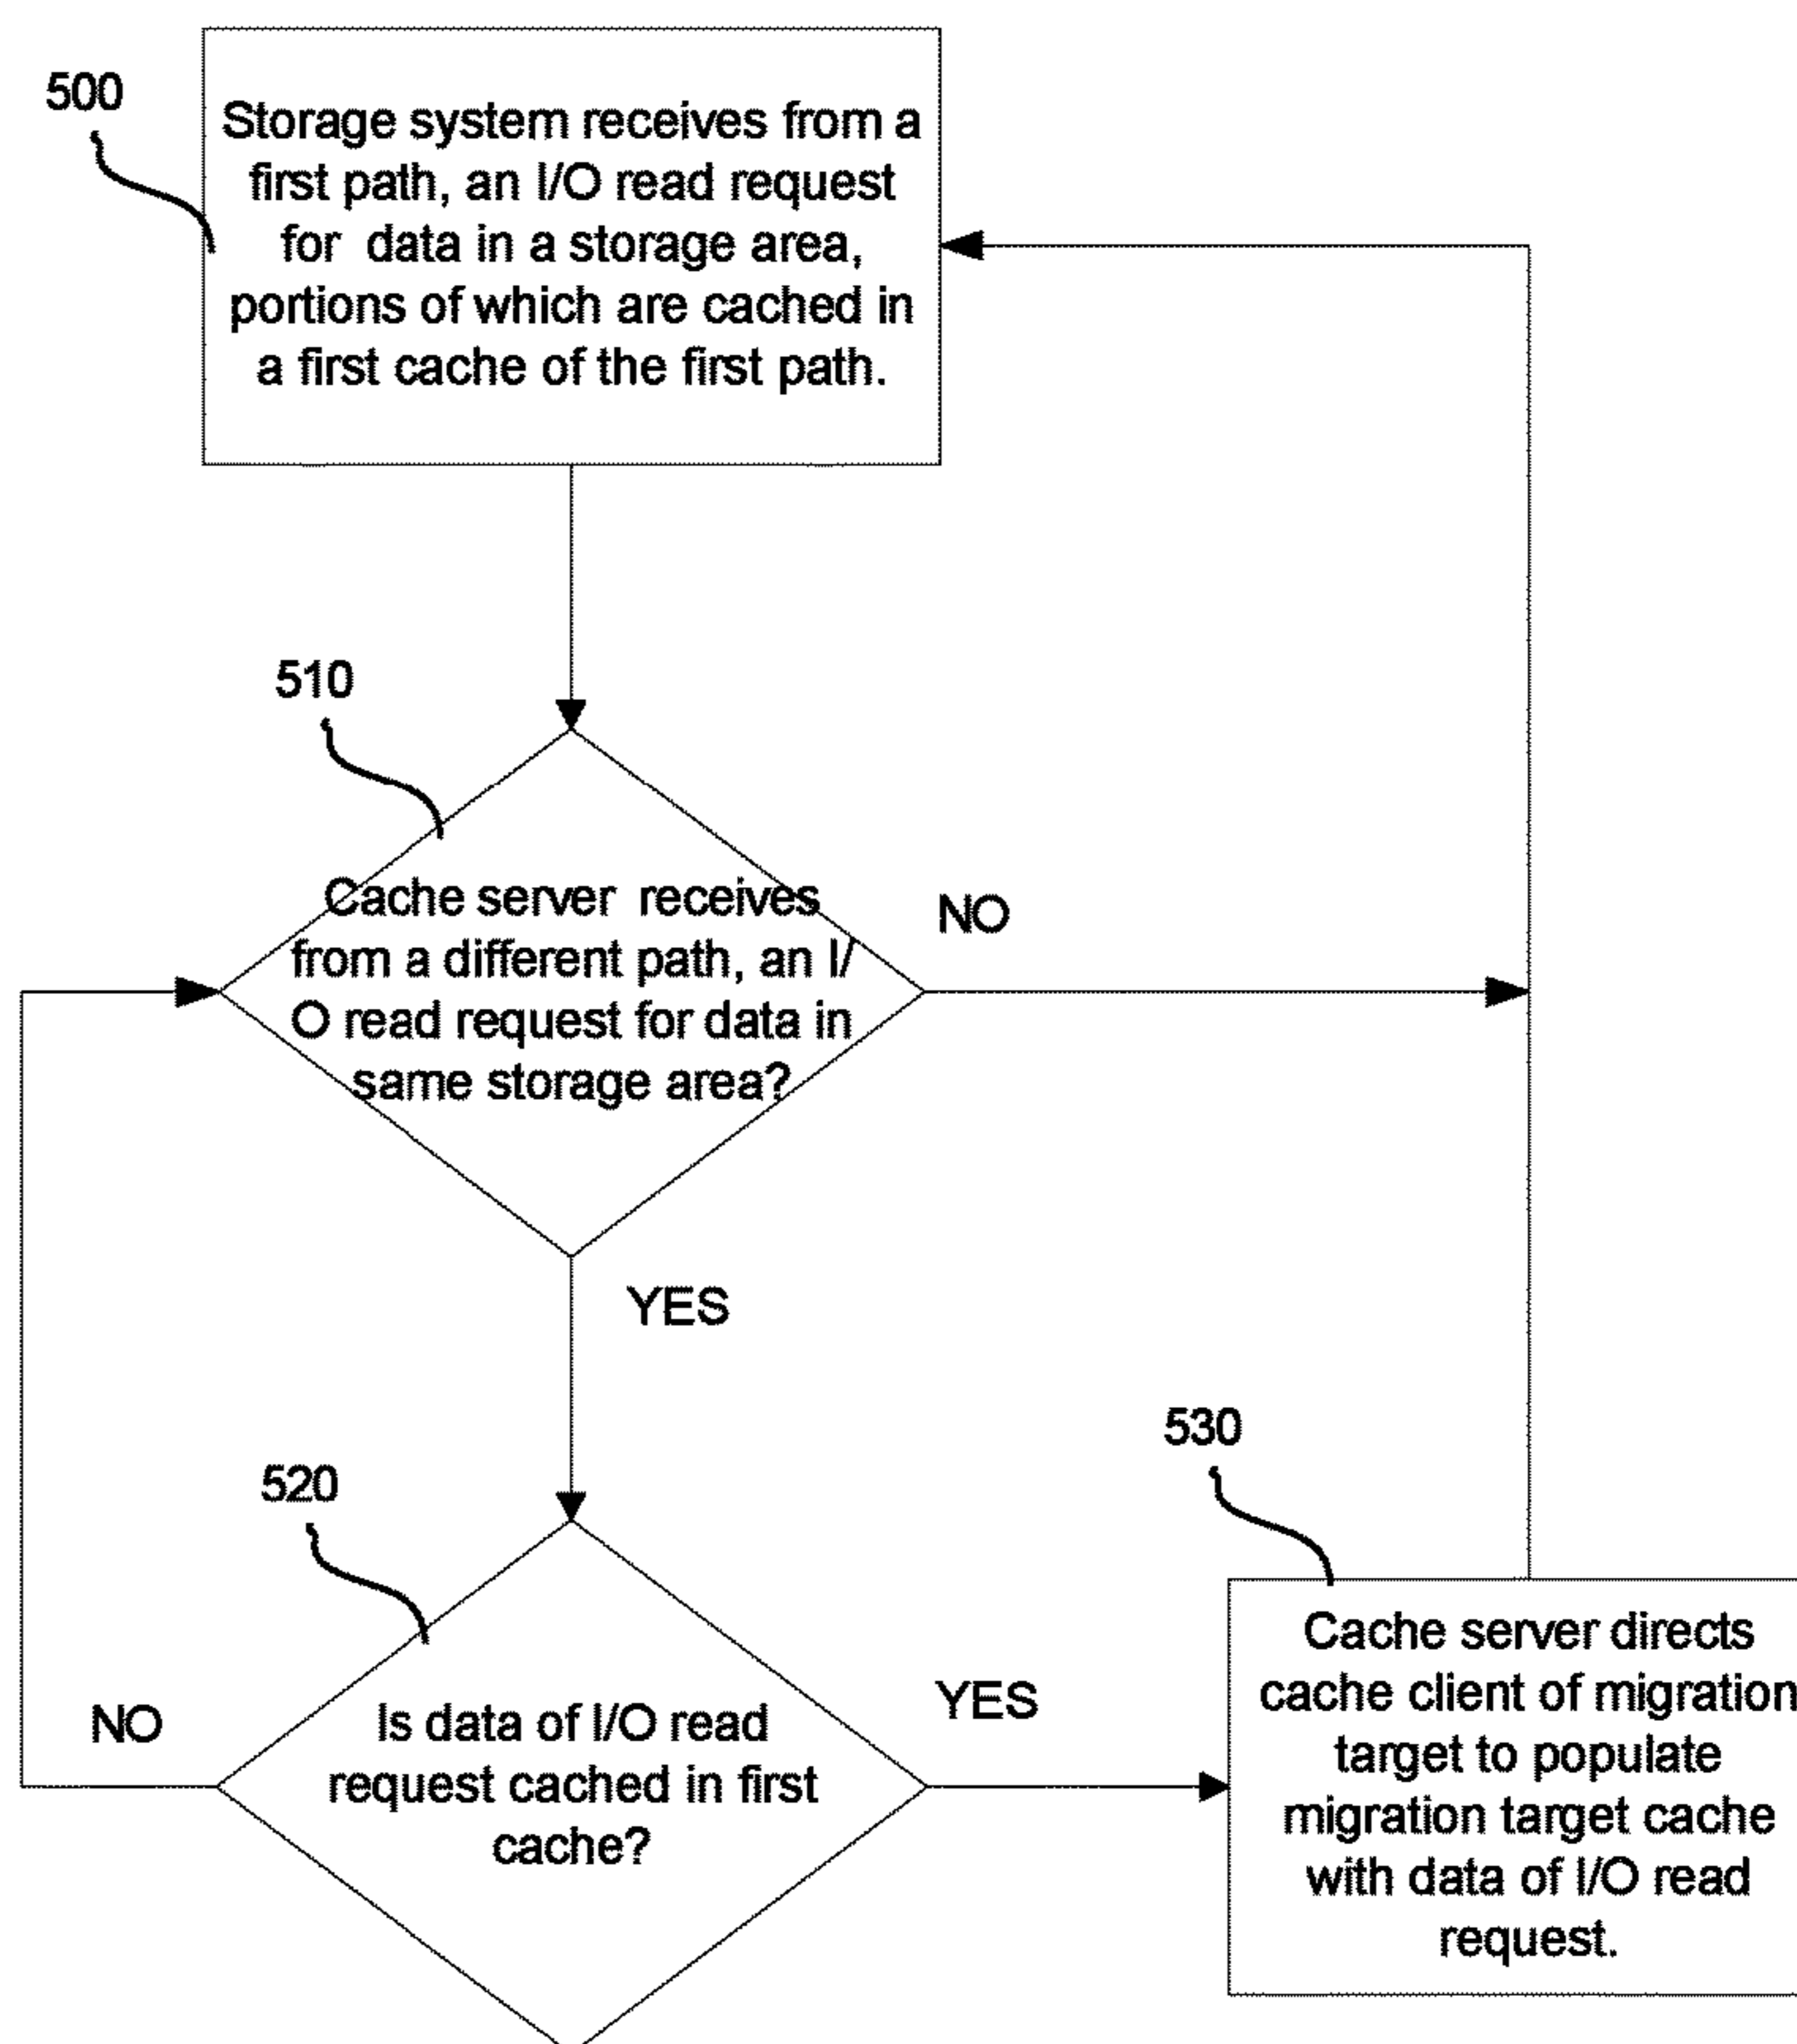 500
Storage system receives from a
first path, an I/O read request
for data in a storage area,
portions of which are cached in
a first cache of the first path.
510
Cache server receives
from a different path, an I/
O read request for data in
same storage area?
NO
YES
520
Is data of I/O read
request cached in first
cache?
NO
YES
530
Cache server directs
cache client of migration
target to populate
migration target cache
with data of I/O read
request.